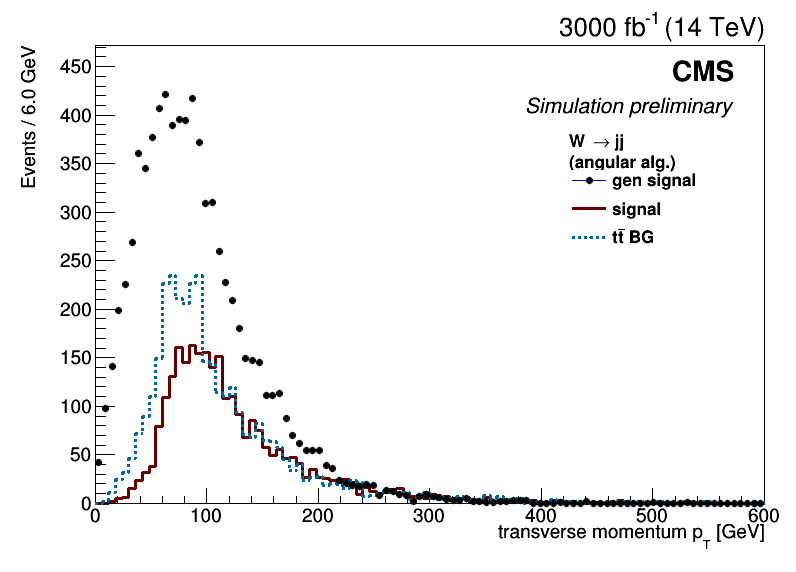 3000 fb⁻¹ (14 TeV)
Events / 6.0 GeV
CMS
Simulation preliminary
W → jj
(angular alg.)
gen signal
signal
tt̄ BG
450
400
350
300
250
200
150
100
50
0
0 100 200 300 400 500 600
transverse momentum p_T [GeV]